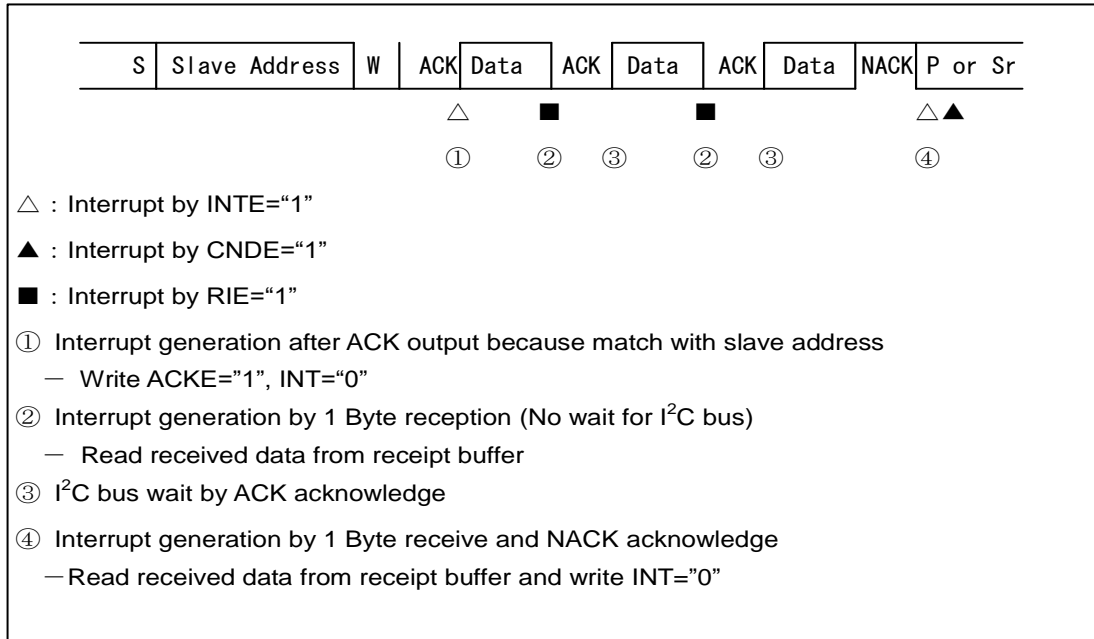 S Slave Address W ACK Data ACK Data ACK Data NACK P or Sr
△ ■ ■ △▲
① ② ③ ② ③ ④
△ : Interrupt by INTE=“1”
▲ : Interrupt by CNDE=“1”
■ : Interrupt by RIE=“1”
① Interrupt generation after ACK output because match with slave address
— Write ACKE=”1”, INT=“0”
② Interrupt generation by 1 Byte reception (No wait for I²C bus)
— Read received data from receipt buffer
③ I²C bus wait by ACK acknowledge
④ Interrupt generation by 1 Byte receive and NACK acknowledge
—Read received data from receipt buffer and write INT=”0”